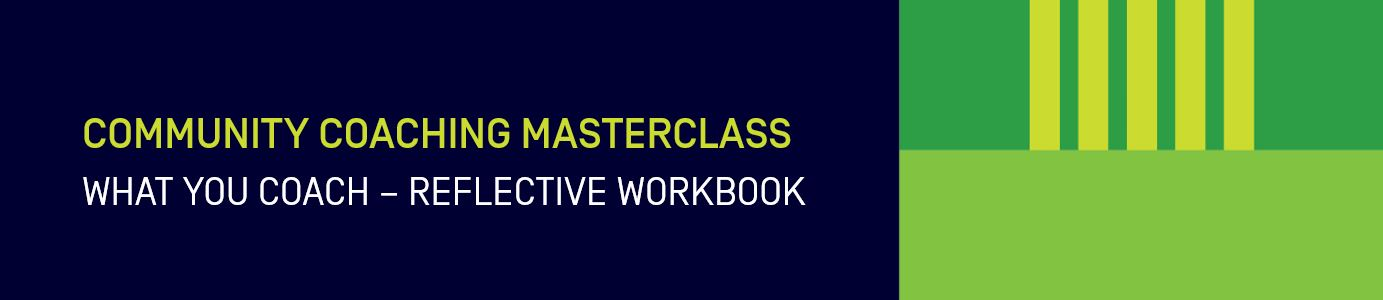 COMMUNITY COACHING MASTERCLASS
WHAT YOU COACH – REFLECTIVE WORKBOOK